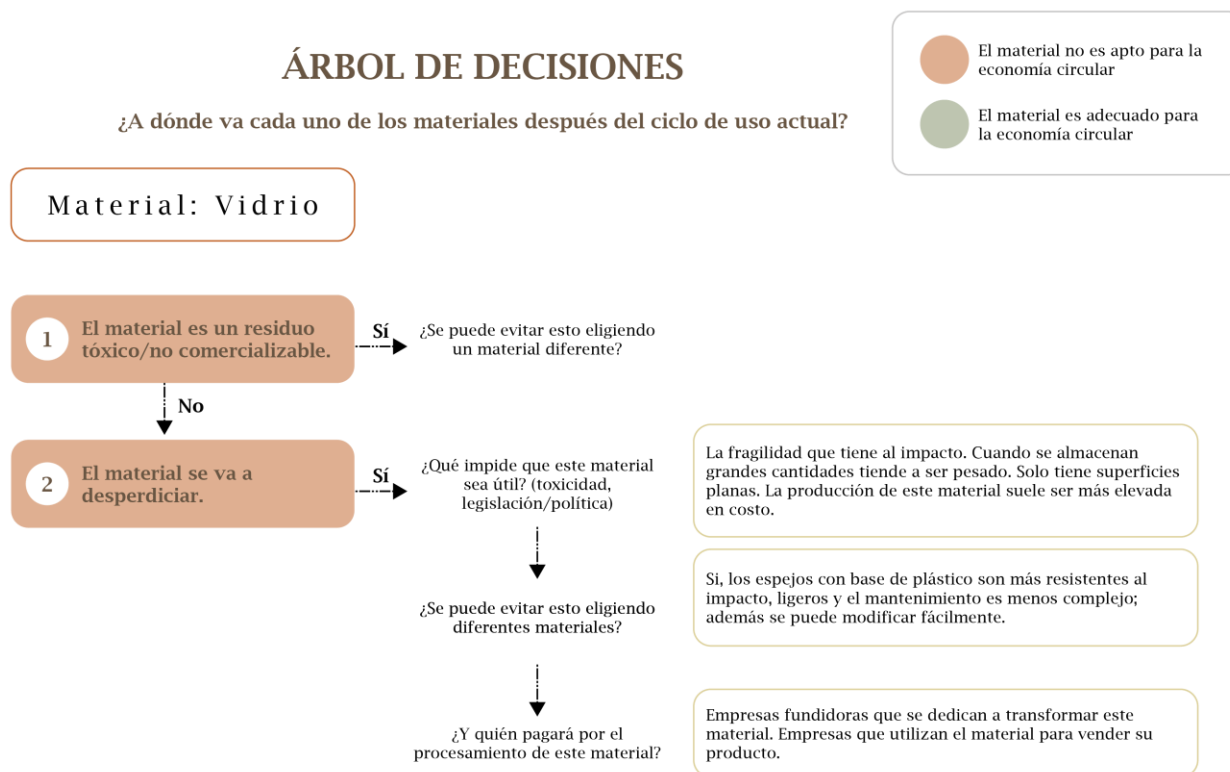 ÁRBOL DE DECISIONES
¿A dónde va cada uno de los materiales después del ciclo de uso actual?
El material no es apto para la
economía circular
El material es adecuado para
la economía circular
Material: Vidrio
1
El material es un residuo
tóxico/no comercializable.
Sí
¿Se puede evitar esto eligiendo
un material diferente?
No
2
El material se va a
desperdiciar.
Sí
¿Qué impide que este material
sea útil? (toxicidad,
legislación/política)
La fragilidad que tiene al impacto. Cuando se almacenan
grandes cantidades tiende a ser pesado. Solo tiene superficies
planas. La producción de este material suele ser más elevada
en costo.
¿Se puede evitar esto eligiendo
diferentes materiales?
Si, los espejos con base de plástico son más resistentes al
impacto, ligeros y el mantenimiento es menos complejo;
además se puede modificar fácilmente.
¿Y quién pagará por el
procesamiento de este material?
Empresas fundidoras que se dedican a transformar este
material. Empresas que utilizan el material para vender su
producto.